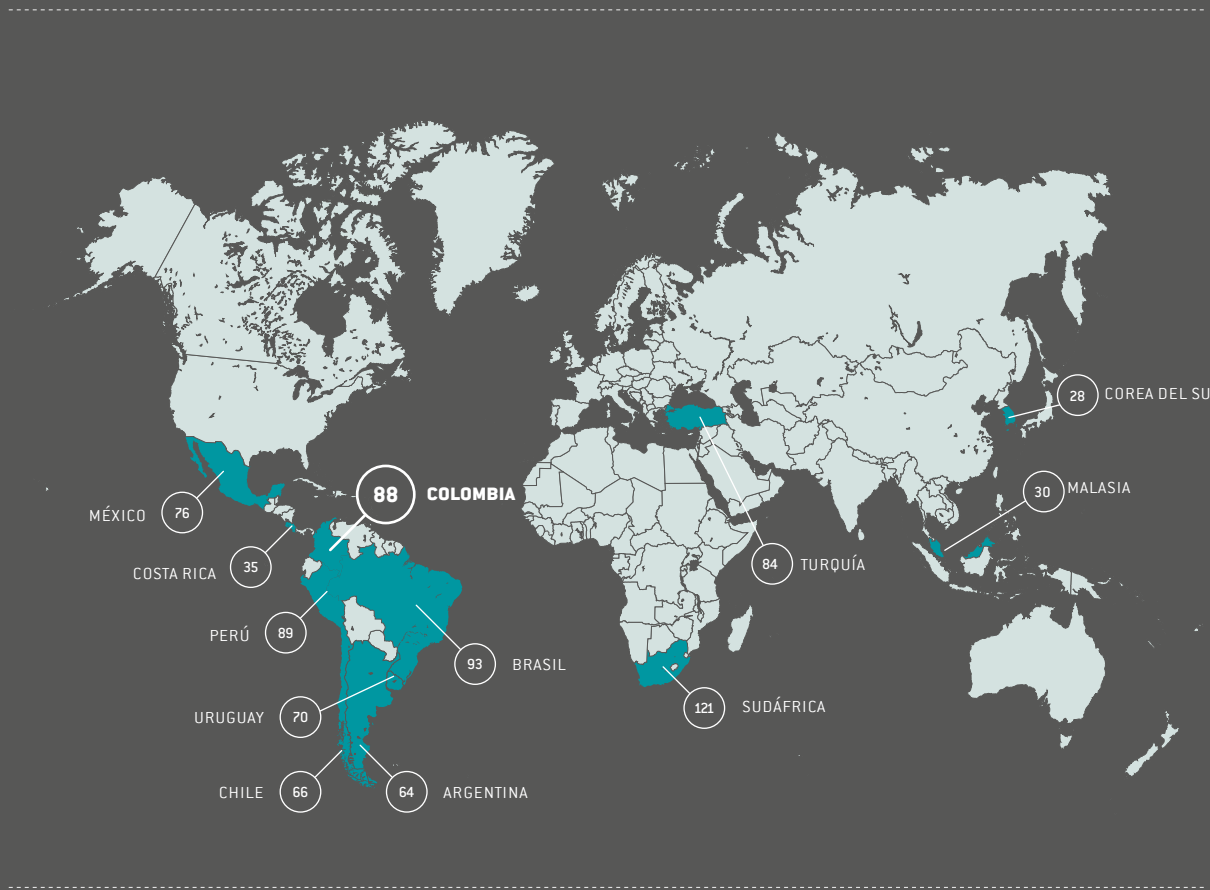 28 COREA DEL SU
88 COLOMBIA
30 MALASIA
MÉXICO 76
84 TURQUÍA
COSTA RICA 35
PERÚ 89
93 BRASIL
121 SUDÁFRICA
URUGUAY 70
CHILE 66
64 ARGENTINA